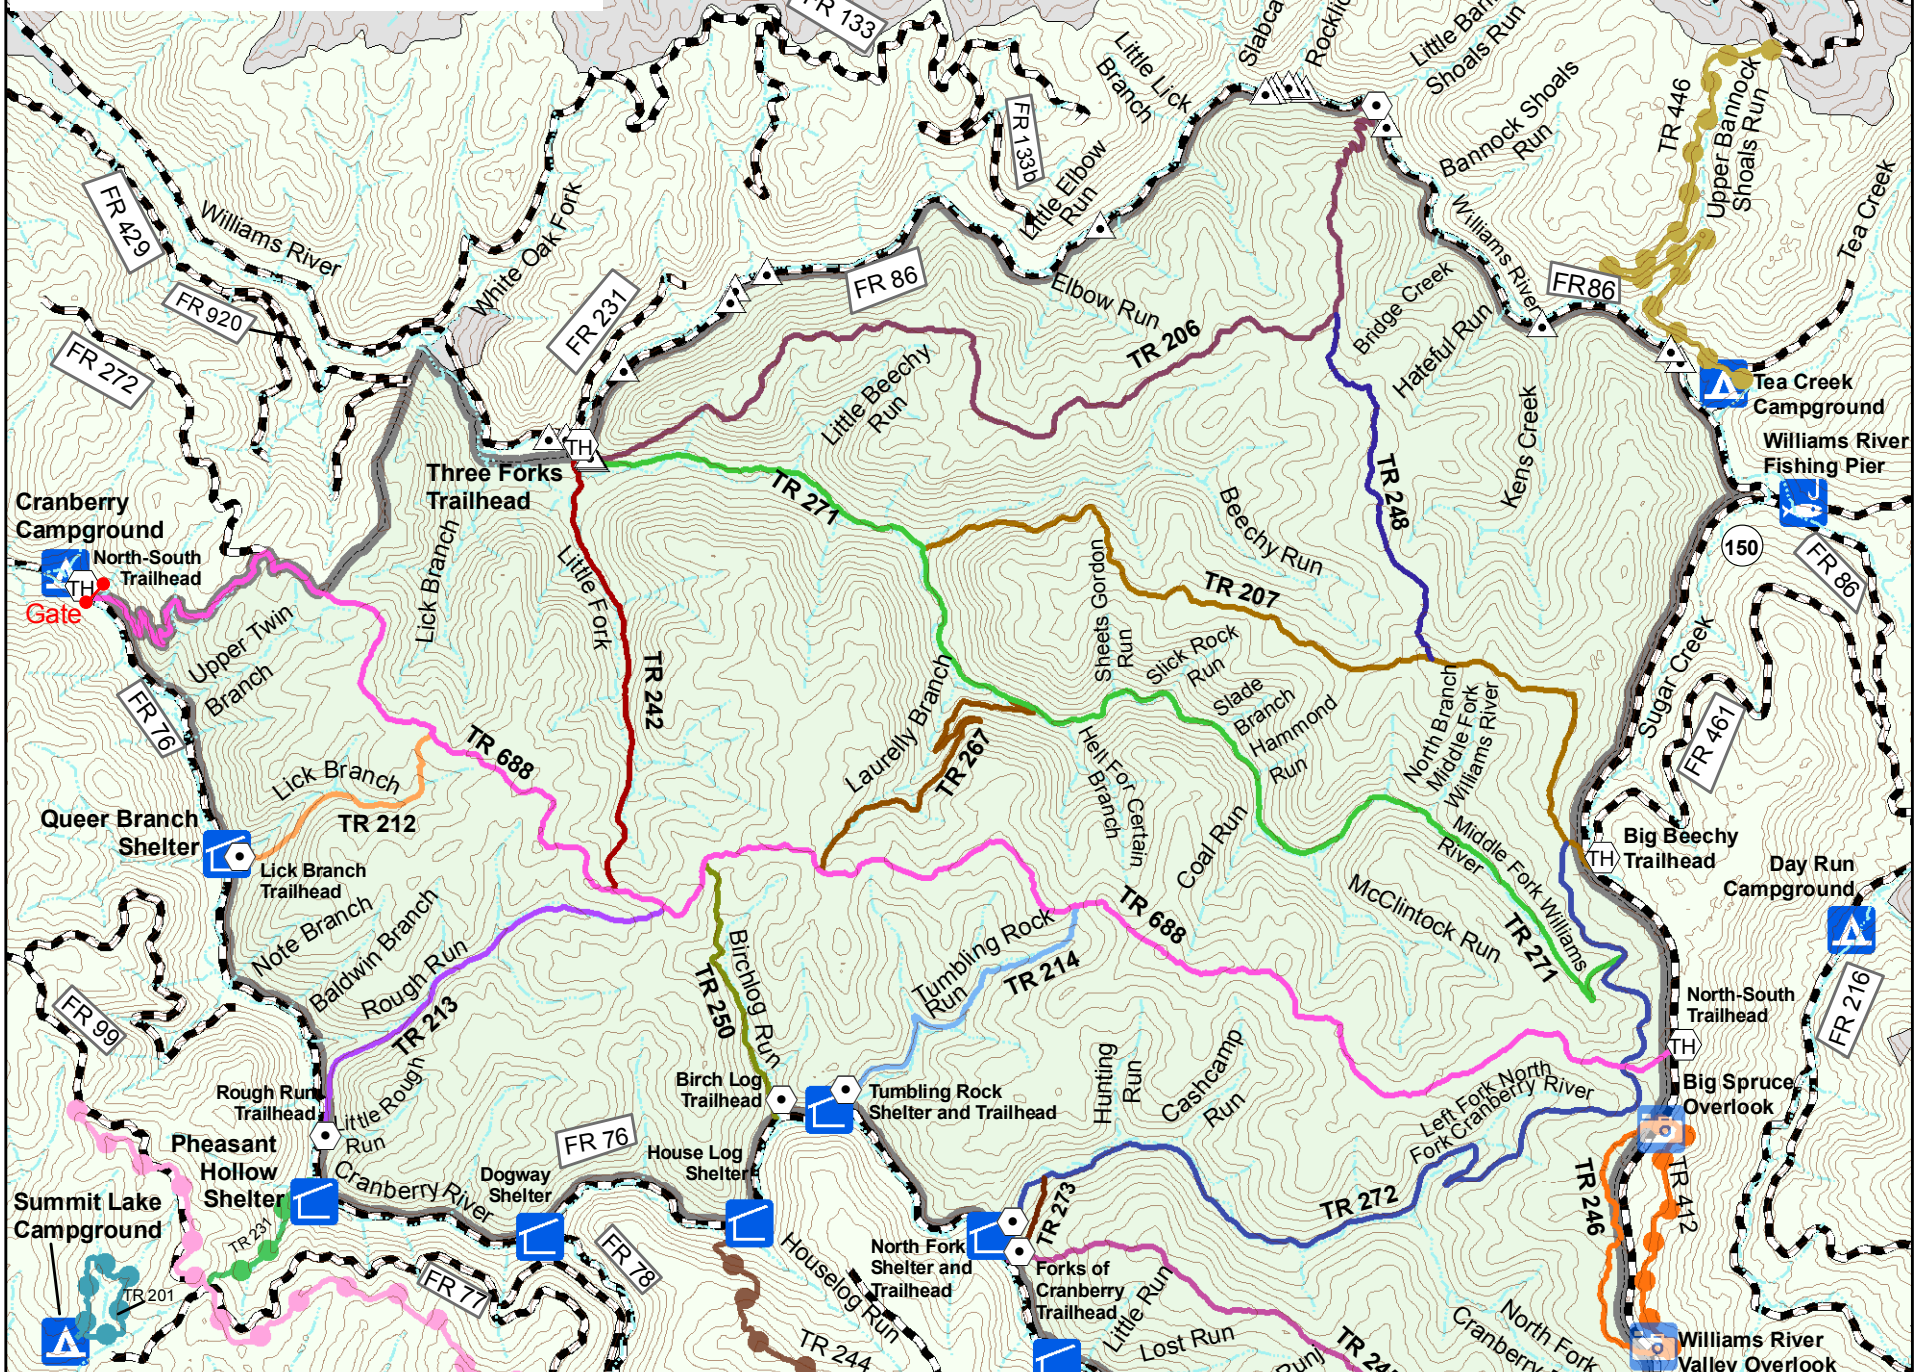 FR 133
Little Lick
Branch
Slabca
Rocklic
Little Ban
Shoals Run
Bannock Shoals
Run
TR 446
Upper Bannock
Shoals Run
Tea Creek
FR 133b
Little Elbow
Run
FR 429
Williams River
White Oak Fork
FR 920
FR 272
FR 231
FR 86
Elbow Run
TR 206
Bridge Creek
Williams River
Hateful Run
FR 86
Little Beechy
Run
Kens Creek
Tea Creek
Campground
Williams River
Fishing Pier
TH
Three Forks
Trailhead
TR 271
TR 248
Beechy Run
150
FR 86
Cranberry
Campground
North-South
Trailhead
TH
Gate
Lick Branch
Little Fork
Sheets Gordon
Run
TR 207
Upper Twin
Branch
FR 76
TR 242
Slick Rock
Run
Slade
Branch
Hammond
Run
Laurelly Branch
North Branch
Middle Fork
Williams River
Sugar Creek
FR 461
TR 688
TR 267
Hell For Certain
Branch
Lick Branch
TR 212
Queer Branch
Shelter
Lick Branch
Trailhead
Coal Run
Middle Fork Williams
River
McClintock Run
TR 271
TH
Big Beechy
Trailhead
Day Run
Campground
FR 216
Note Branch
Baldwin Branch
Rough Run
TR 213
Birchlog Run
TR 250
Tumbling Rock
Run
TR 214
TR 688
FR 99
North-South
Trailhead
TH
Rough Run
Trailhead
Little Rough
Run
Birch Log
Trailhead
Tumbling Rock
Shelter and Trailhead
Hunting
Run
Cashcamp
Run
Left Fork North
Fork Cranberry River
Big Spruce
Overlook
Pheasant
Hollow
Shelter
Cranberry River
Dogway
Shelter
FR 76
House Log
Shelter
TR 272
TR 246
TR 412
Summit Lake
Campground
TR 231
TR 201
FR 77
FR 78
Houselog Run
TR 244
North Fork
Shelter and
Trailhead
TR 273
Forks of
Cranberry
Trailhead
Little Run
Lost Run
Run)
TR 24
North Fork
Cranberry
Williams River
Valley Overlook